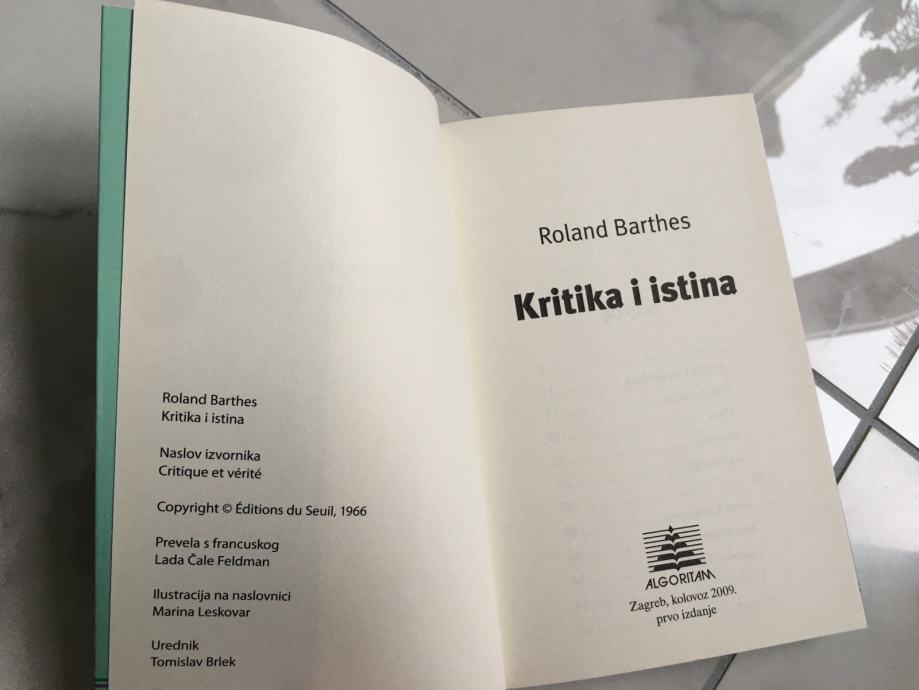 Roland Barthes
Kritika i istina
Naslov izvornika
Critique et vérité
Copyright © Éditions du Seuil, 1966
Prevela s francuskog
Lada Čale Feldman
Ilustracija na naslovnici
Marina Leskovar
Urednik
Tomislav Brlek
Roland Barthes
Kritika i istina
ALGORITAM
Zagreb, kolovoz 2009.
prvo izdanje